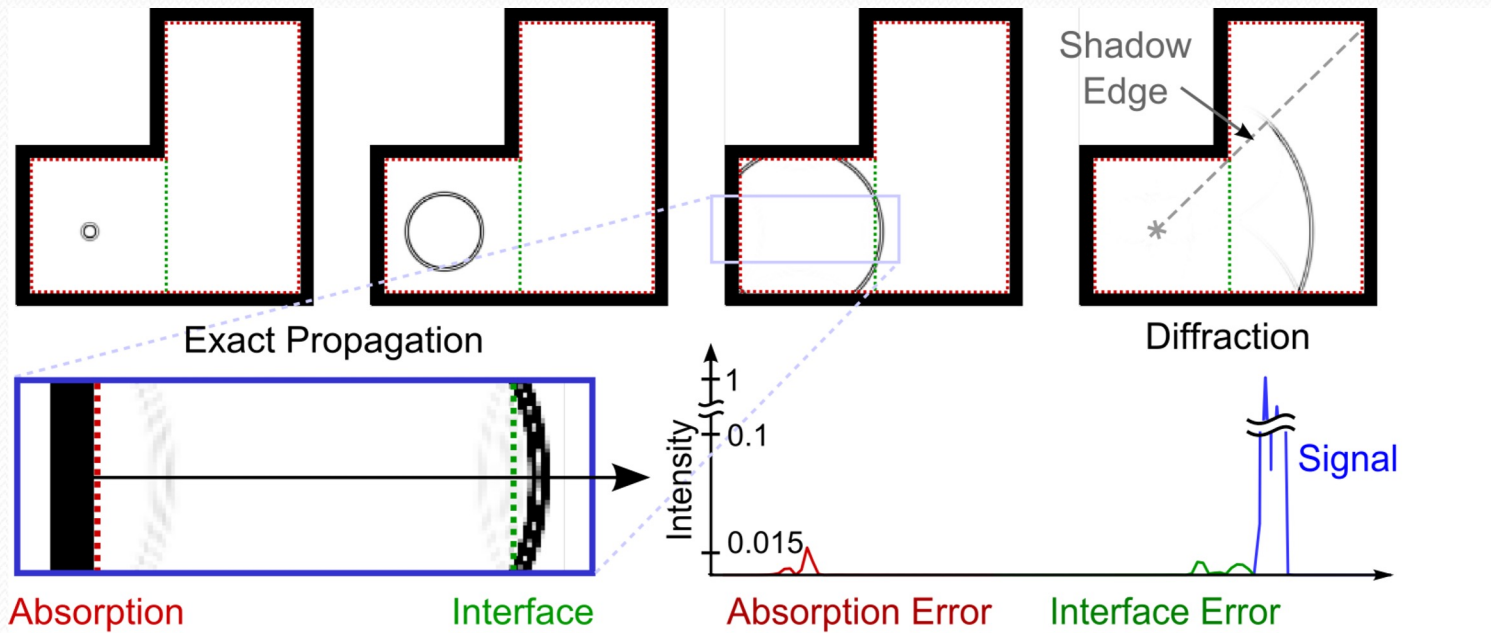 Shadow
Edge
Exact Propagation
Diffraction
1
0.1
0.015
Intensity
Signal
Absorption
Interface
Absorption Error
Interface Error